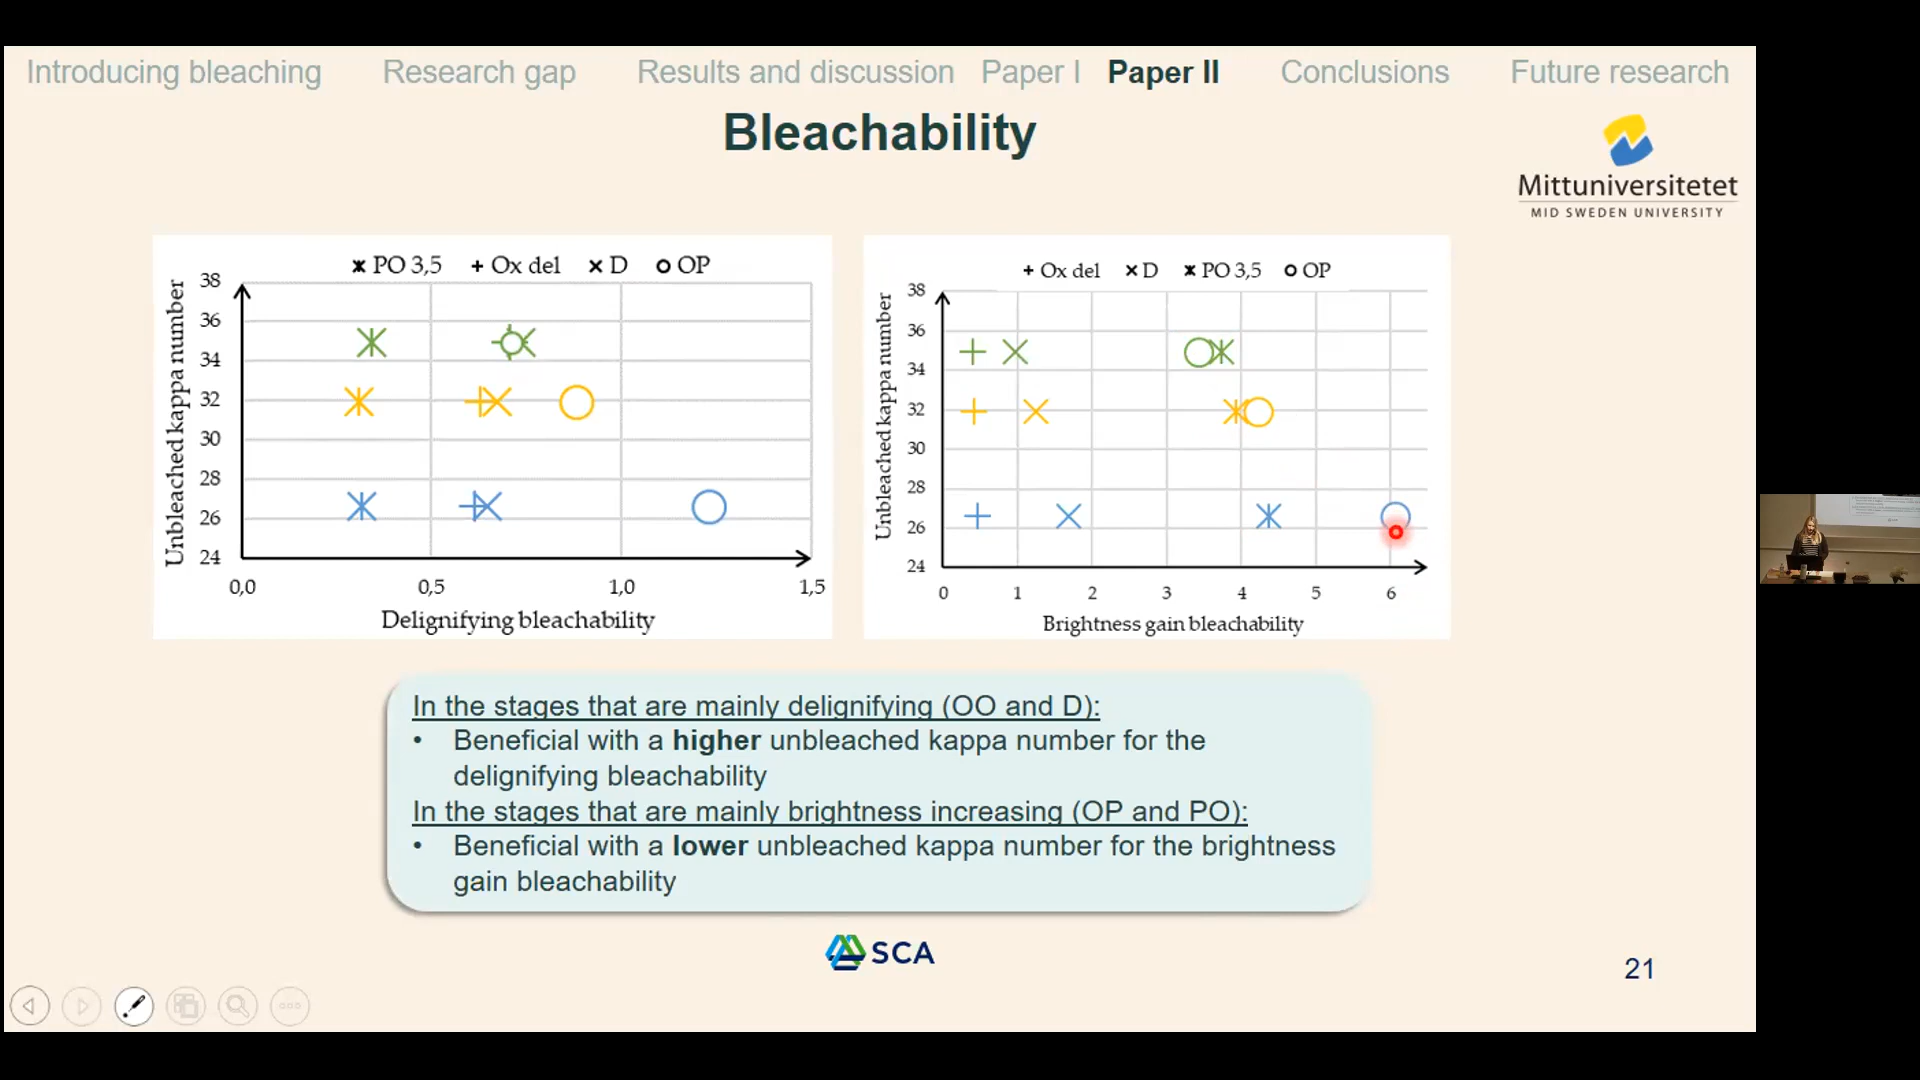 Introducing bleaching Research gap Results and discussion Paper I Paper II Conclusions Future research
Bleachability
Mittuniversitetet
MID SWEDEN UNIVERSITY
PO 3,5 Ox del D OP
Unbleached kappa number
38
36
34
32
30
28
26
24
0,0 0,5 1,0 1,5
Delignifying bleachability
Ox del D PO 3,5 OP
Unbleached kappa number
38
36
34
32
30
28
26
24
0 1 2 3 4 5 6
Brightness gain bleachability
In the stages that are mainly delignifying (OO and D):
• Beneficial with a higher unbleached kappa number for the
delignifying bleachability
In the stages that are mainly brightness increasing (OP and PO):
• Beneficial with a lower unbleached kappa number for the brightness
gain bleachability
SCA
21